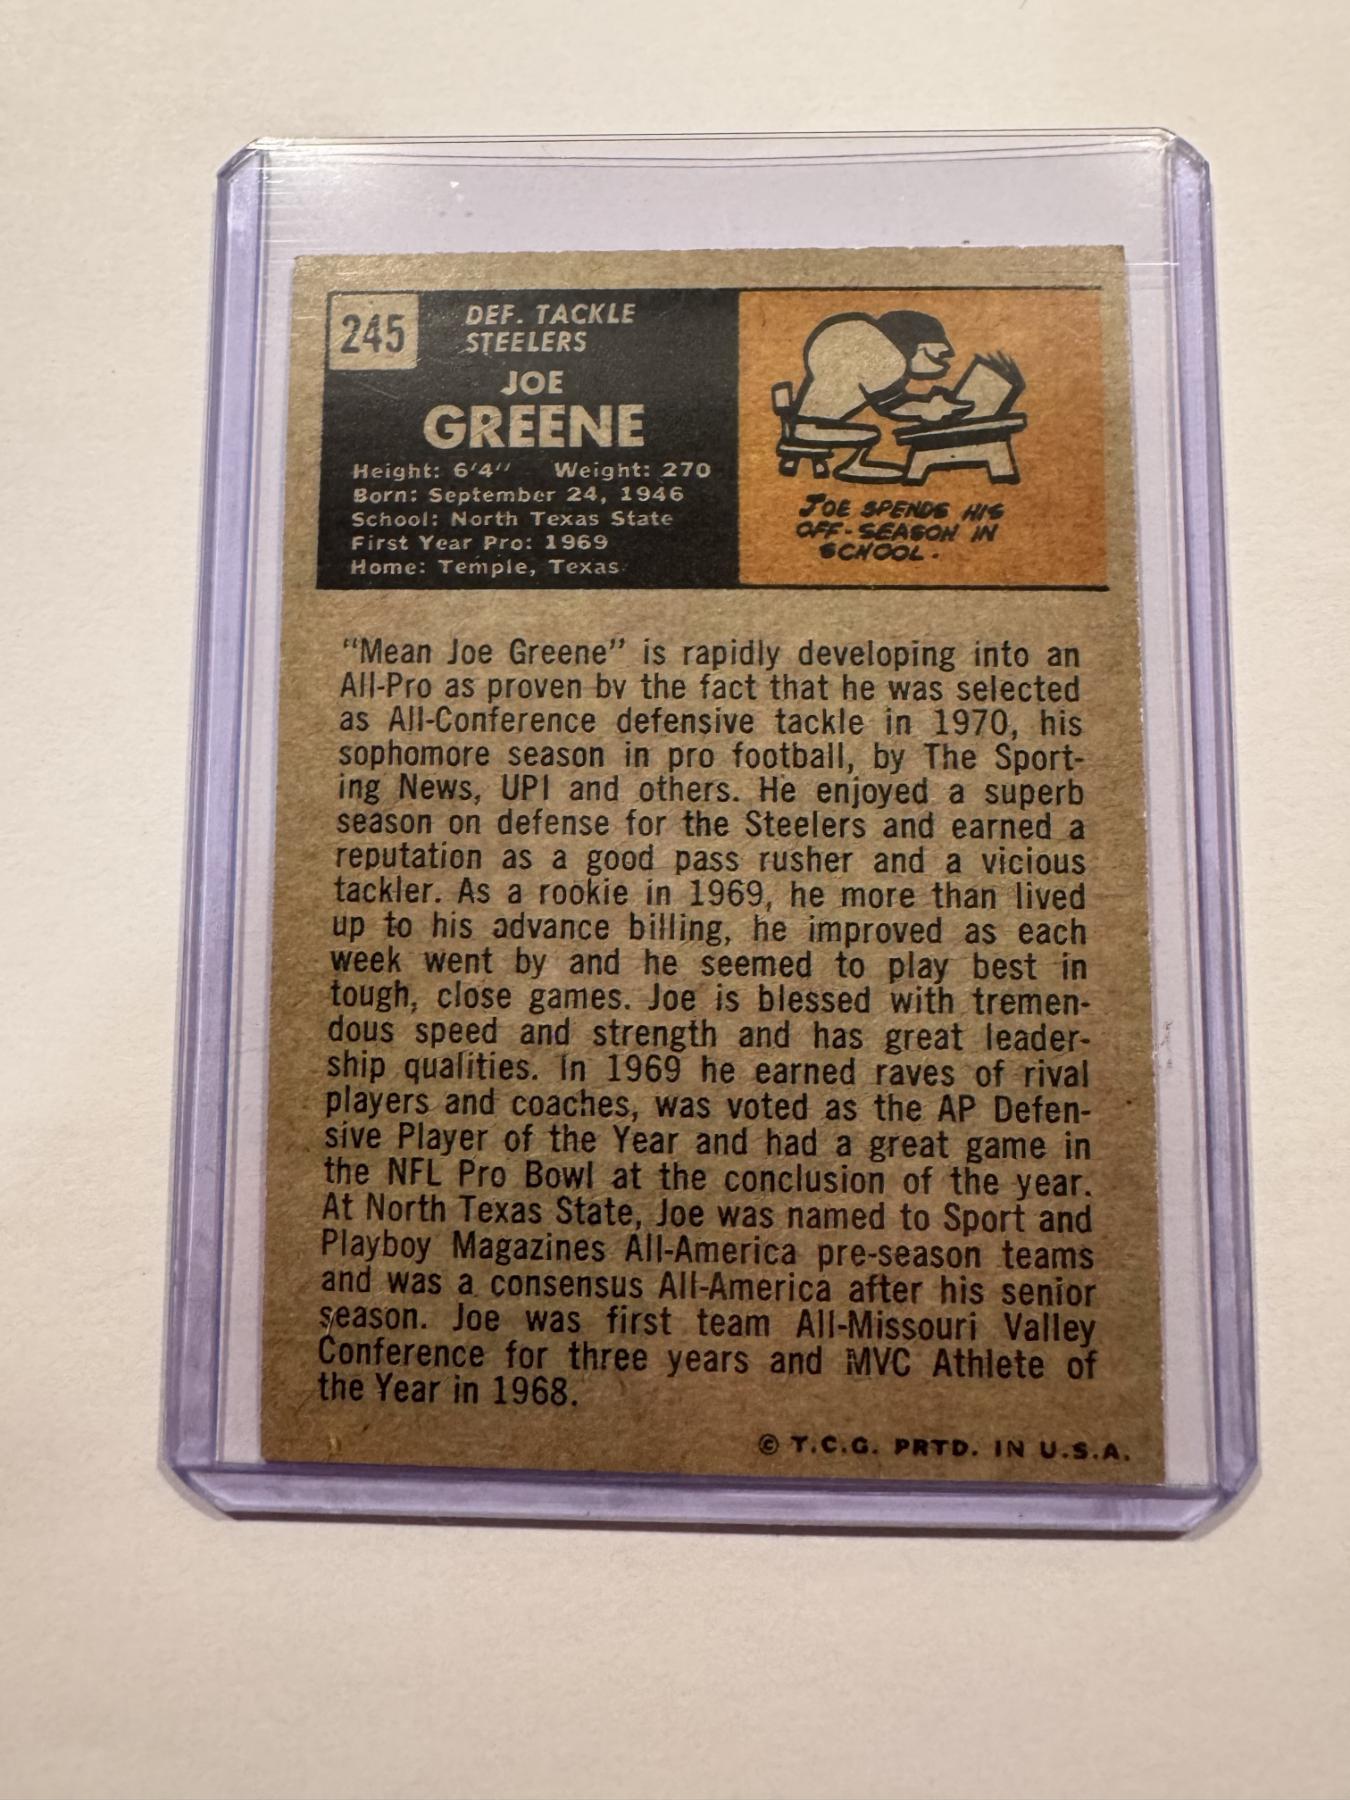 245
DEF. TACKLE
STEELERS
JOE
GREENE
Height: 6'4" Weight: 270
Born: September 24, 1946
School: North Texas State
First Year Pro: 1969
Home: Temple, Texas
JOE SPENDS HIS
OFF-SEASON IN
SCHOOL.
"Mean Joe Greene" is rapidly developing into an
All-Pro as proven by the fact that he was selected
as All-Conference defensive tackle in 1970, his
sophomore season in pro football, by The Sport-
ing News, UPI and others. He enjoyed a superb
season on defense for the Steelers and earned a
reputation as a good pass rusher and a vicious
tackler. As a rookie in 1969, he more than lived
up to his advance billing, he improved as each
week went by and he seemed to play best in
tough, close games. Joe is blessed with tremen-
dous speed and strength and has great leader-
ship qualities. In 1969 he earned raves of rival
players and coaches, was voted as the AP Defen-
sive Player of the Year and had a great game in
the NFL Pro Bowl at the conclusion of the year.
At North Texas State, Joe was named to Sport and
Playboy Magazines All-America pre-season teams
and was a consensus All-America after his senior
season. Joe was first team All-Missouri Valley
Conference for three years and MVC Athlete of
the Year in 1968.
© T.C.G. PRTD. IN U.S.A.